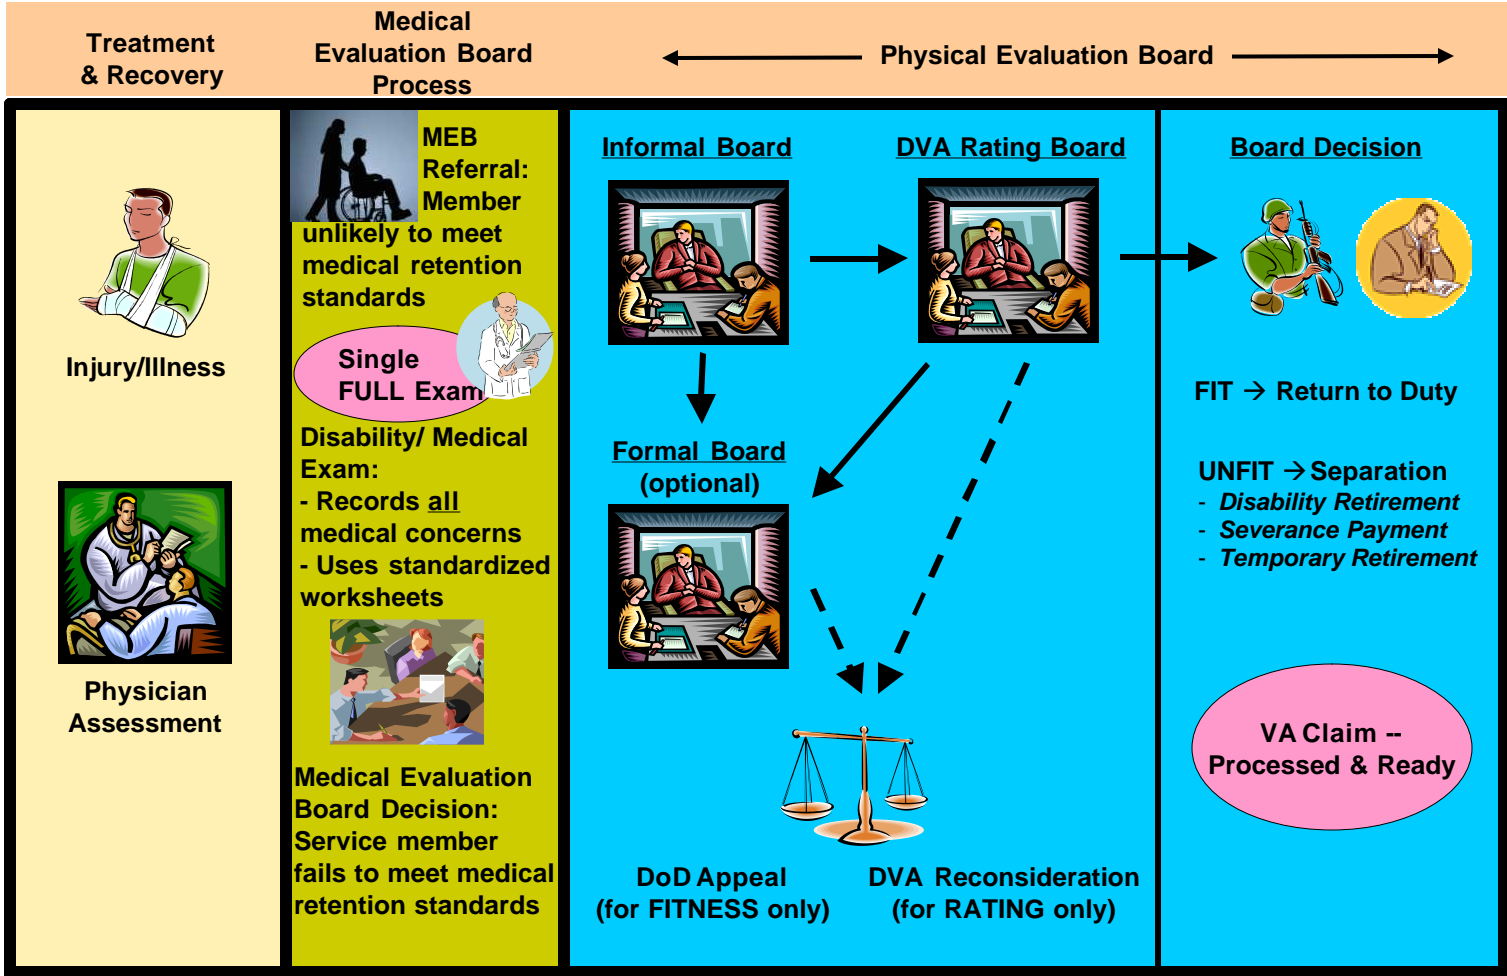 Treatment
& Recovery
Medical
Evaluation Board
Process
Physical Evaluation Board
Injury/Illness
Physician
Assessment
MEB
Referral:
Member
unlikely to meet
medical retention
standards
Single
FULL Exam
Disability/ Medical
Exam:
- Records all
medical concerns
- Uses standardized
worksheets
Medical Evaluation
Board Decision:
Service member
fails to meet medical
retention standards
Informal Board
DVA Rating Board
Formal Board
(optional)
DoD Appeal
(for FITNESS only)
DVA Reconsideration
(for RATING only)
Board Decision
FIT → Return to Duty
UNFIT → Separation
- Disability Retirement
- Severance Payment
- Temporary Retirement
VA Claim --
Processed & Ready